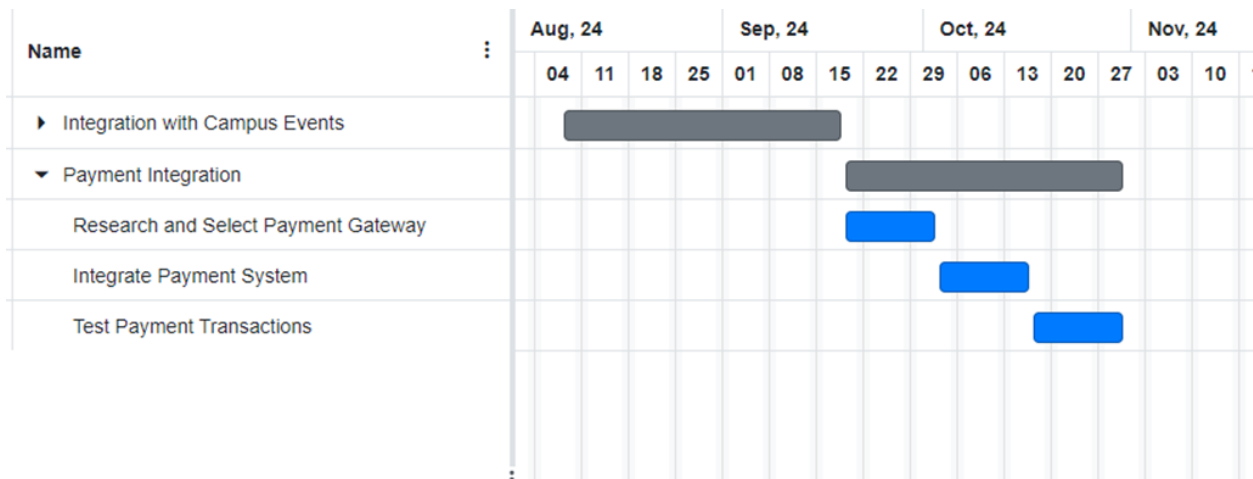 Name
Aug, 24 Sep, 24 Oct, 24 Nov, 24
04 11 18 25 01 08 15 22 29 06 13 20 27 03 10
Integration with Campus Events
Payment Integration
Research and Select Payment Gateway
Integrate Payment System
Test Payment Transactions